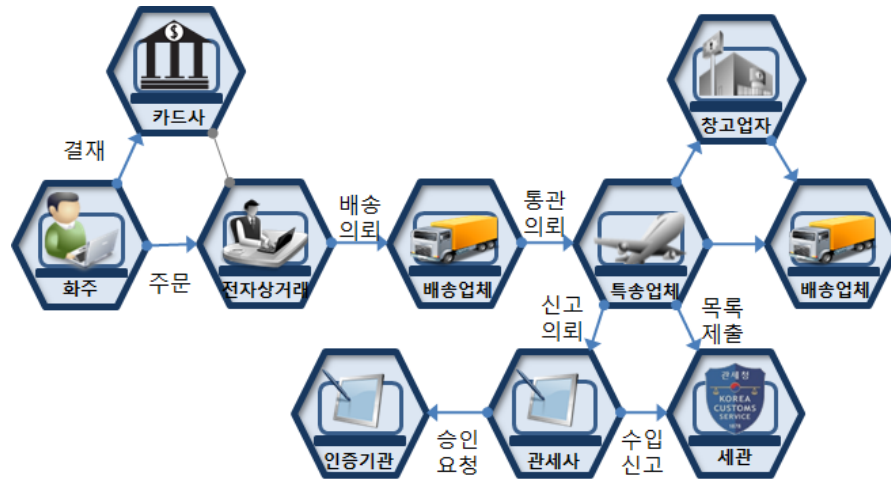 카드사
창고업자
결재
화주
주문
전자상거래
배송
의뢰
배송업체
통관
의뢰
특송업체
배송업체
신고
의뢰
목록
제출
인증기관
승인
요청
관세사
수입
신고
관세청
KOREA
CUSTOMS
SERVICE
세관